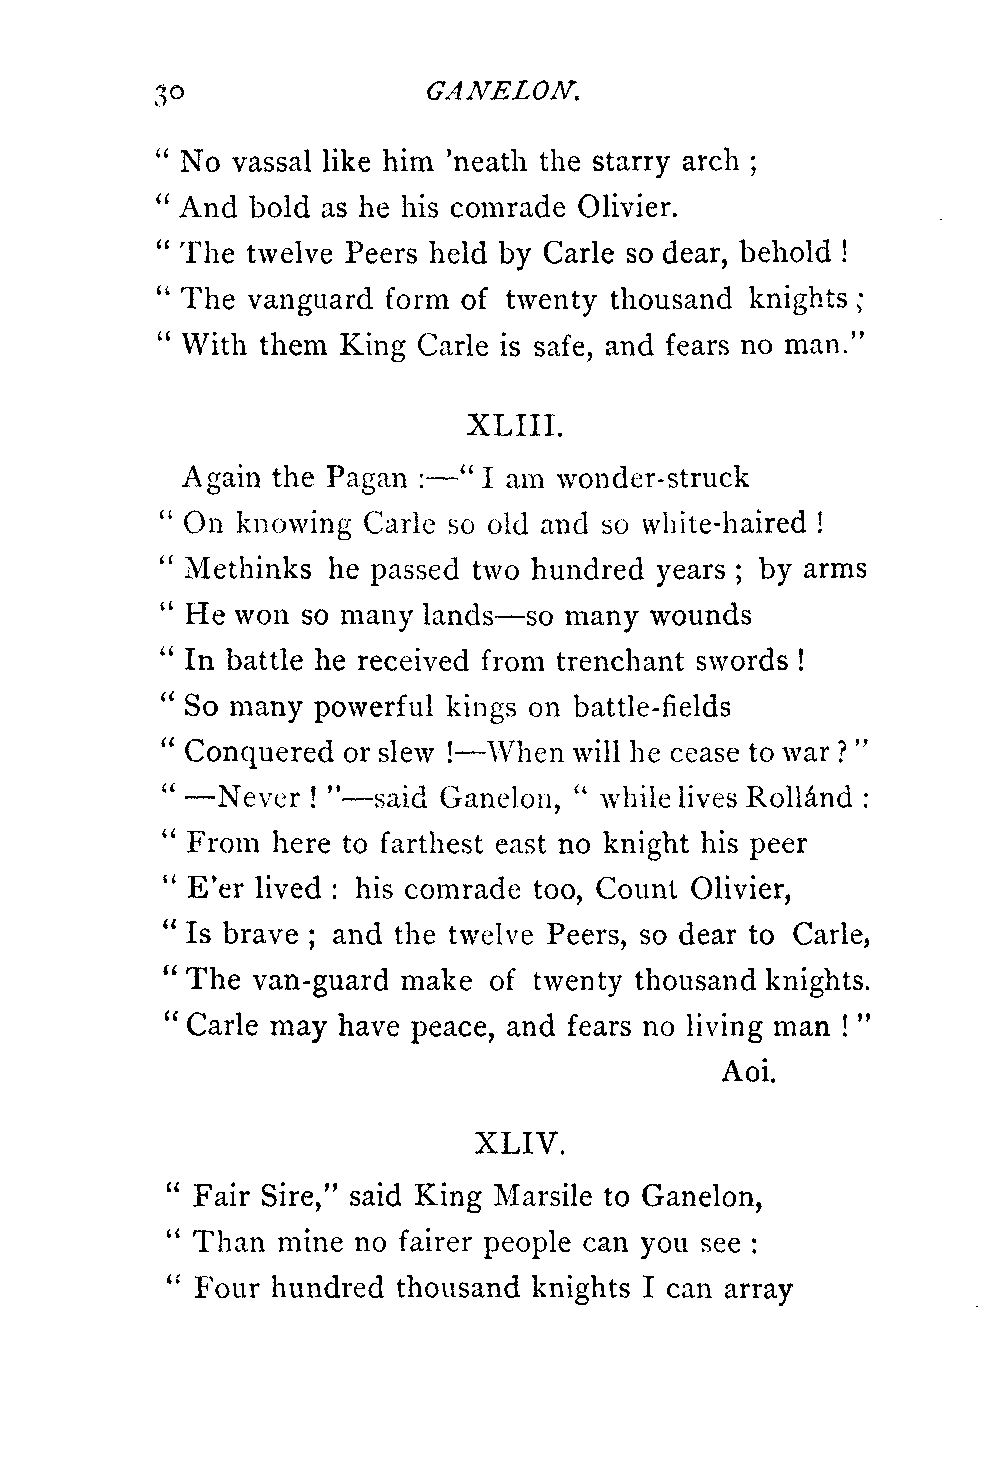 30 GANELON.
“ No vassal like him ’neath the starry arch ;
“ And bold as he his comrade Olivier.
“ The twelve Peers held by Carle so dear, behold !
“ The vanguard form of twenty thousand knights ;
“ With them King Carle is safe, and fears no man.”
XLIII.
Again the Pagan :—“ I am wonder-struck
“ On knowing Carle so old and so white-haired !
“ Methinks he passed two hundred years ; by arms
“ He won so many lands—so many wounds
“ In battle he received from trenchant swords !
“ So many powerful kings on battle-fields
“ Conquered or slew !—When will he cease to war ? ”
“ —Never ! ”—said Ganelon, “ while lives Rollánd :
“ From here to farthest east no knight his peer
“ E’er lived : his comrade too, Count Olivier,
“ Is brave ; and the twelve Peers, so dear to Carle,
“ The van-guard make of twenty thousand knights.
“ Carle may have peace, and fears no living man ! ”
Aoi.
XLIV.
“ Fair Sire,” said King Marsile to Ganelon,
“ Than mine no fairer people can you see :
“ Four hundred thousand knights I can array